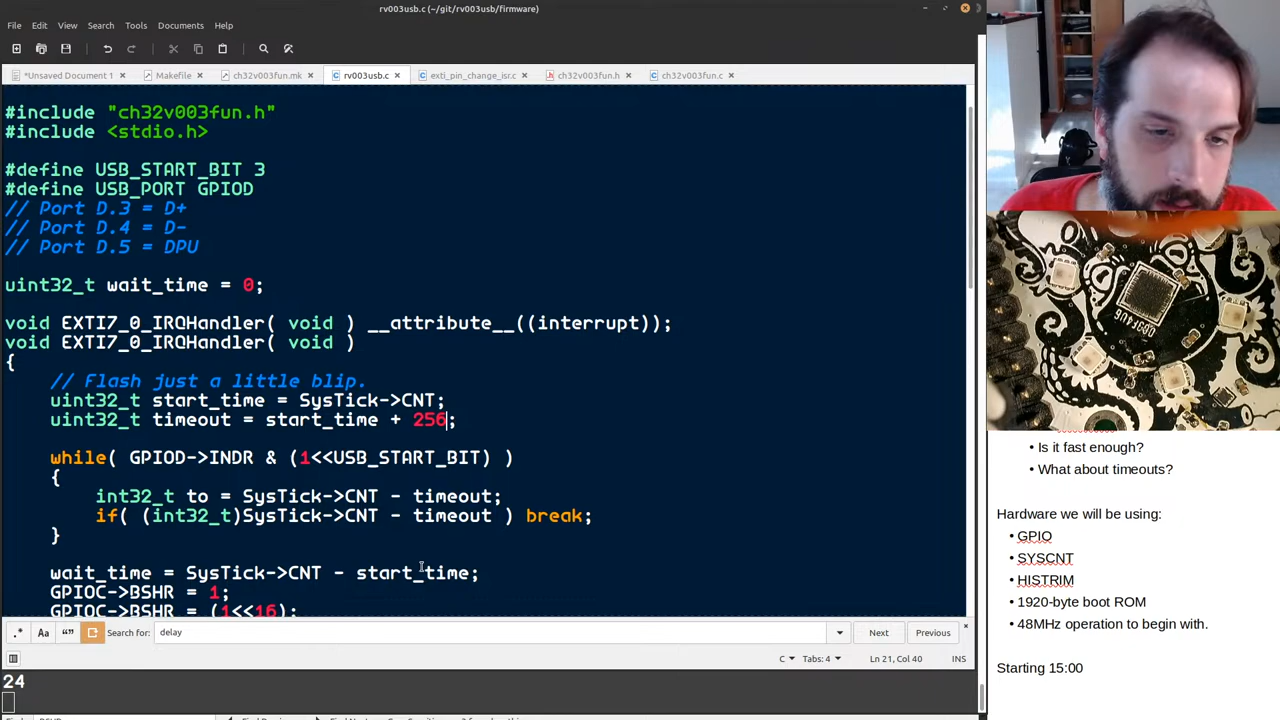 rv003usb.c (~/git/rv003usb/firmware)
File Edit View Search Tools Documents Help
*Unsaved Document 1
Makefile
ch32v003fun.mk
rv003usb.c
exti_pin_change_isr.c
ch32v003fun.h
ch32v003fun.c
#include "ch32v003fun.h"
#include <stdio.h>
#define USB_START_BIT 3
#define USB_PORT GPIOD
// Port D.3 = D+
// Port D.4 = D-
// Port D.5 = DPU
uint32_t wait_time = 0;
void EXTI7_0_IRQHandler( void ) __attribute__((interrupt));
void EXTI7_0_IRQHandler( void )
{
// Flash just a little blip.
uint32_t start_time = SysTick->CNT;
uint32_t timeout = start_time + 256;
while( GPIOD->INDR & (1<<USB_START_BIT) )
{
int32_t to = SysTick->CNT - timeout;
if( (int32_t)SysTick->CNT - timeout ) break;
}
wait_time = SysTick->CNT - start_time;
GPIOC->BSHR = 1;
GPIOC->BSHR = (1<<16);
.* Aa Search for: delay Next Previous
C Tabs: 4 Ln 21, Col 40 INS
24
• Is it fast enough?
• What about timeouts?
Hardware we will be using:
• GPIO
• SYSCNT
• HISTRIM
• 1920-byte boot ROM
• 48MHz operation to begin with.
Starting 15:00